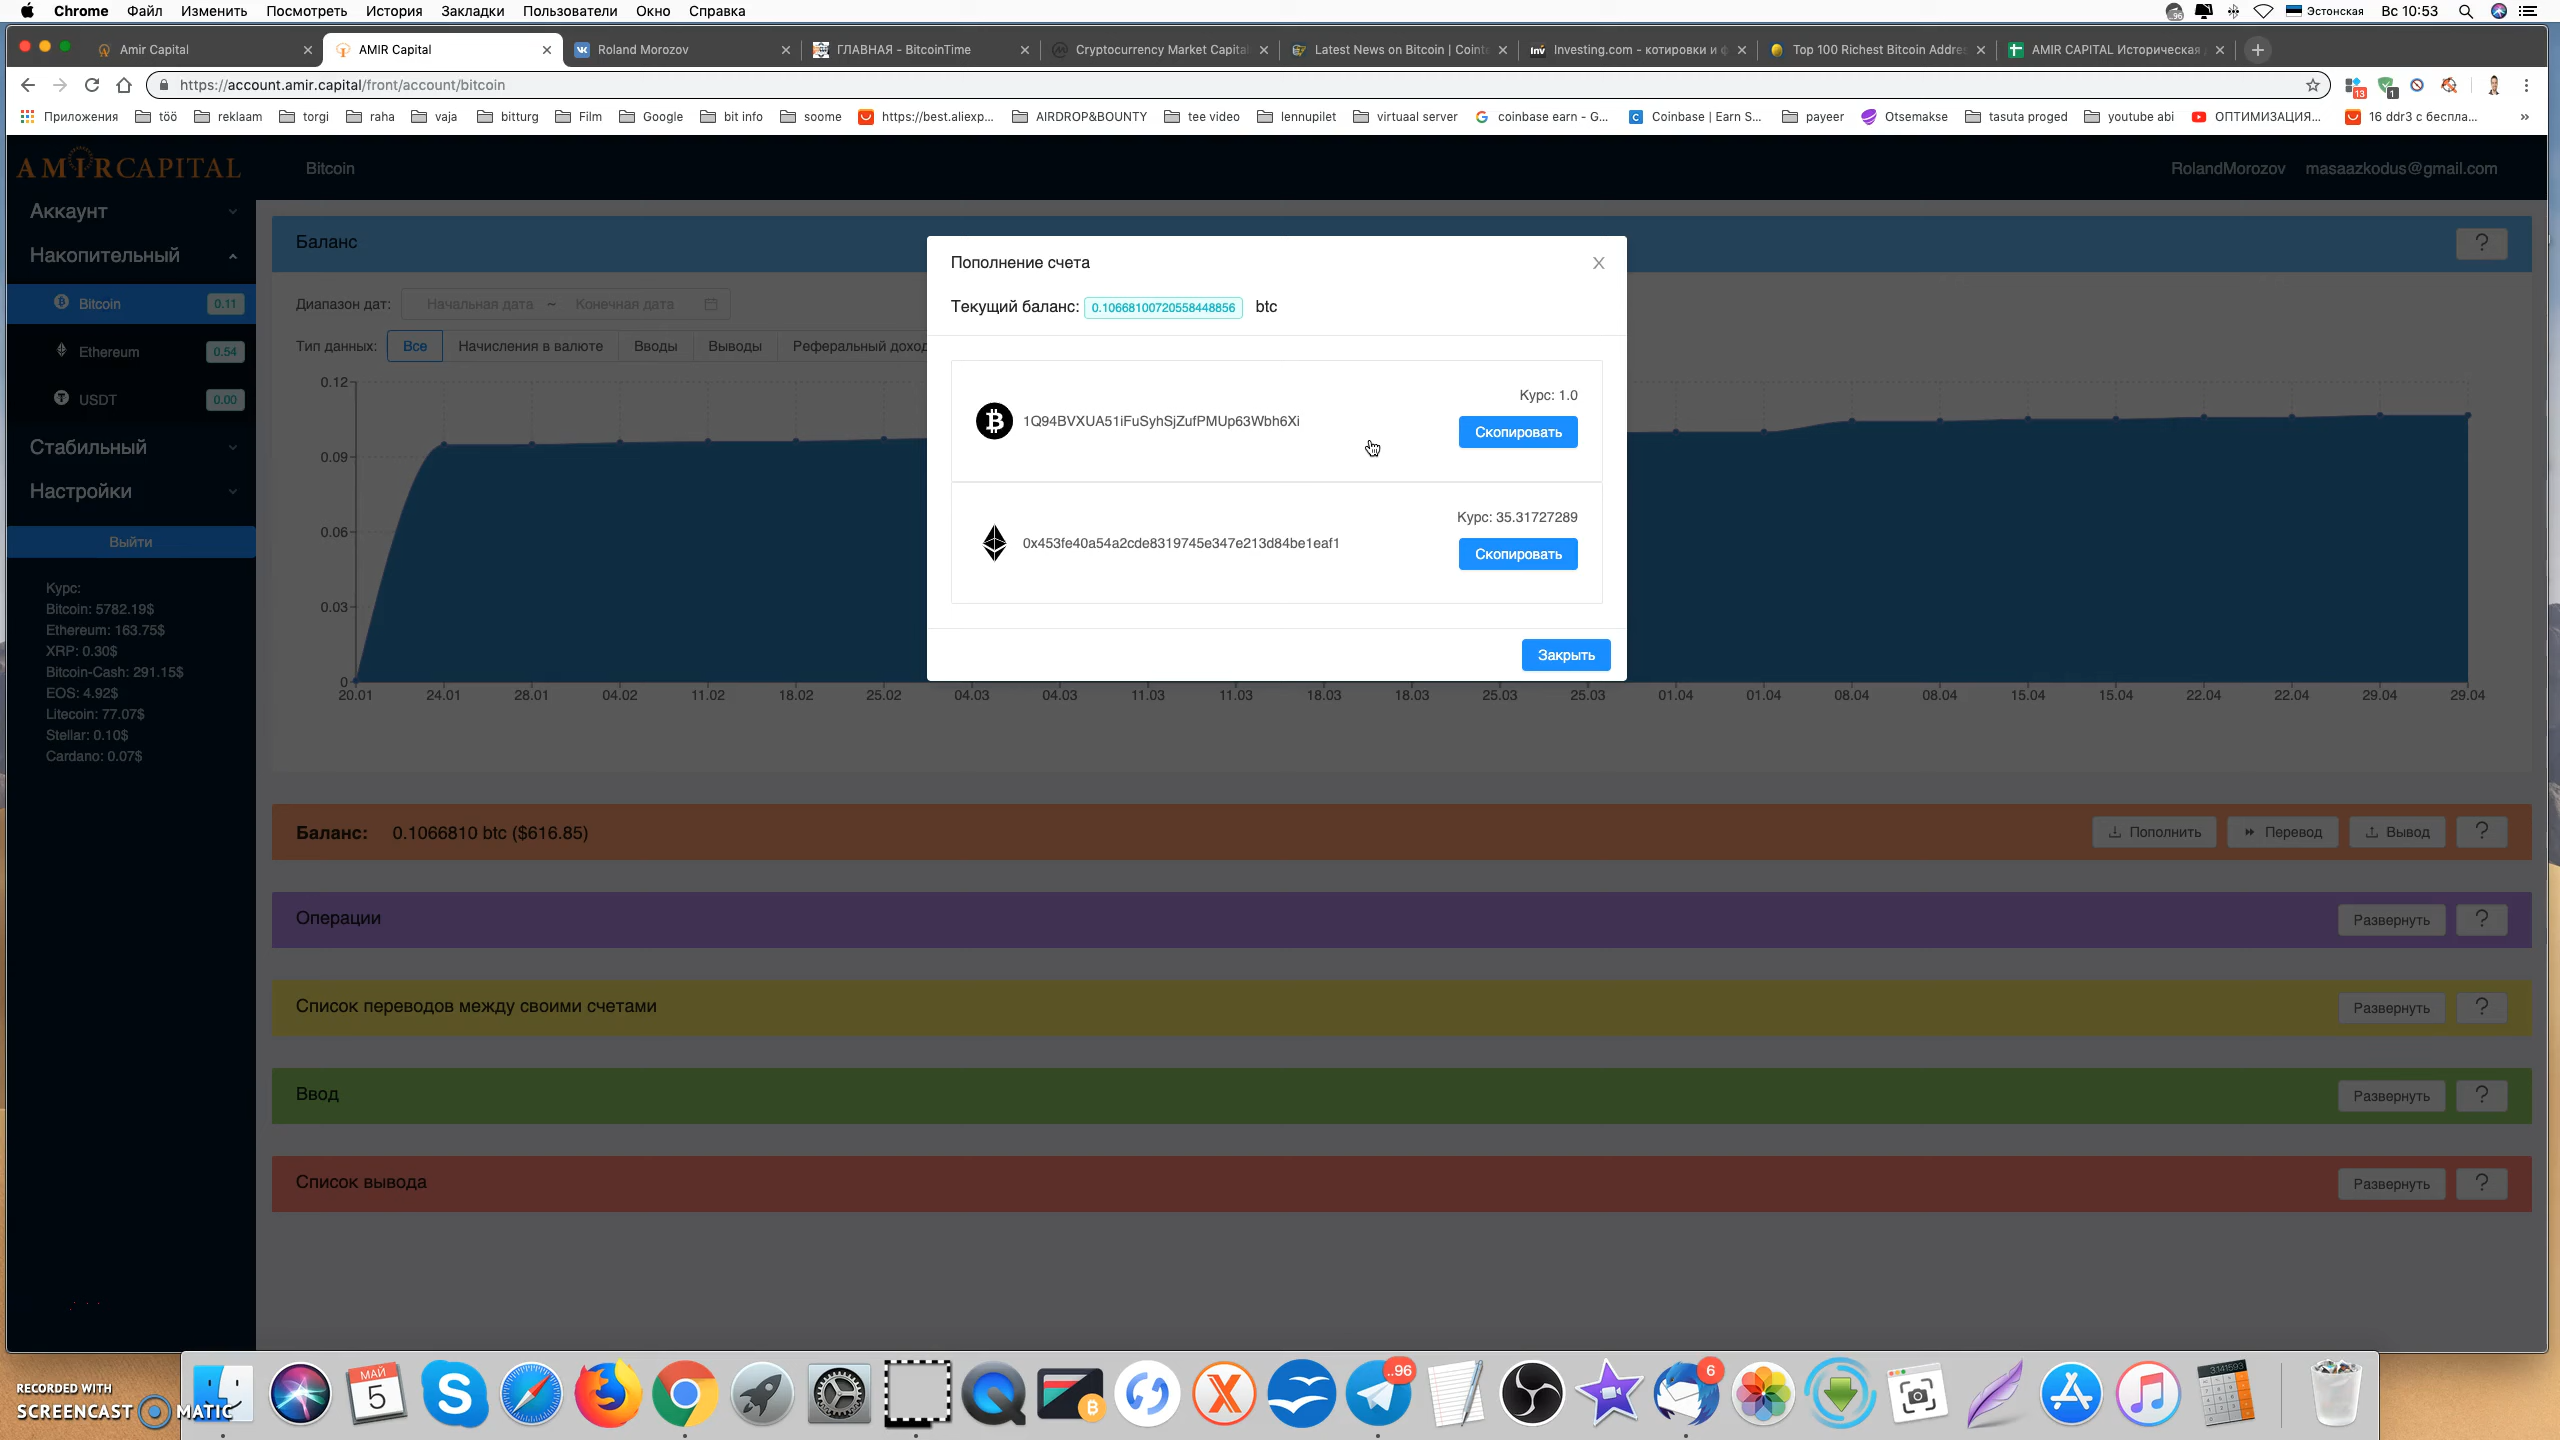 Chrome Файл Изменить Посмотреть История Закладки Пользователи Окно Справка
Эстонская Вс 10:53
Amir Capital
AMIR Capital
Roland Morozov
ГЛАВНАЯ - BitcoinTime
Cryptocurrency Market Capital
Latest News on Bitcoin | Coint
Investing.com - котировки и ф
Top 100 Richest Bitcoin Addre
AMIR CAPITAL Историческая
https://account.amir.capital/front/account/bitcoin
13 1
Приложения töö reklaam torgi raha vaja bitturg Film Google bit info soome https://best.aliexp... AIRDROP&BOUNTY tee video lennupilet virtuaal server coinbase earn - G... Coinbase | Earn S... payeer Otsemakse tasuta proged youtube abi ОПТИМИЗАЦИЯ... 16 ddr3 с беспла... »
AMIRCAPITAL
Bitcoin
RolandMorozov masaazkodus@gmail.com
Аккаунт
Накопительный
Bitcoin 0.11
Ethereum 0.54
USDT 0.00
Стабильный
Настройки
Выйти
Курс:
Bitcoin: 5782.19$
Ethereum: 163.75$
XRP: 0.30$
Bitcoin-Cash: 291.15$
EOS: 4.92$
Litecoin: 77.07$
Stellar: 0.10$
Cardano: 0.07$
Баланс
?
Диапазон дат: Начальная дата ~ Конечная дата
Тип данных: Все Начисления в валюте Вводы Выводы Реферальный доход
0.12
0.09
0.06
0.03
0
20.01 24.01 28.01 04.02 11.02 18.02 25.02 04.03 04.03 11.03 11.03 18.03 18.03 25.03 25.03 01.04 01.04 08.04 08.04 15.04 15.04 22.04 22.04 29.04 29.04
Пополнение счета
X
Текущий баланс: 0.10668100720558448856 btc
Курс: 1.0
1Q94BVXUA51iFuSyhSjZufPMUp63Wbh6Xi
Скопировать
Курс: 35.31727289
0x453fe40a54a2cde8319745e347e213d84be1eaf1
Скопировать
Закрыть
Баланс: 0.1066810 btc ($616.85)
Пополнить Перевод Вывод ?
Операции
Развернуть ?
Список переводов между своими счетами
Развернуть ?
Ввод
Развернуть ?
Список вывода
Развернуть ?
RECORDED WITH
SCREENCAST MATIC
МАЙ
5
..96
6